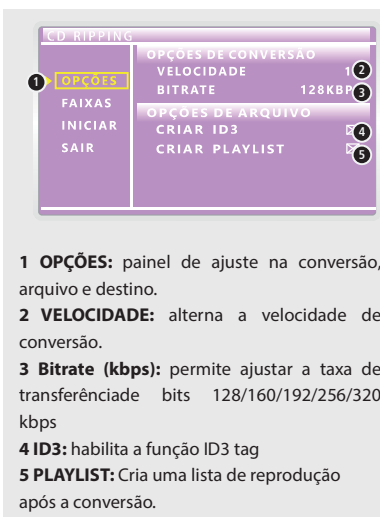 CD RIPPING
OPÇÕES DE CONVERSÃO
VELOCIDADE 1 2
1 OPÇÕES
BITRATE 128KBP 3
FAIXAS
OPÇÕES DE ARQUIVO
INICIAR
CRIAR ID3 4
SAIR
CRIAR PLAYLIST 5
1 OPÇÕES: painel de ajuste na conversão,
arquivo e destino.
2 VELOCIDADE: alterna a velocidade de
conversão.
3 Bitrate (kbps): permite ajustar a taxa de
transferênciade bits 128/160/192/256/320
kbps
4 ID3: habilita a função ID3 tag
5 PLAYLIST: Cria uma lista de reprodução
após a conversão.